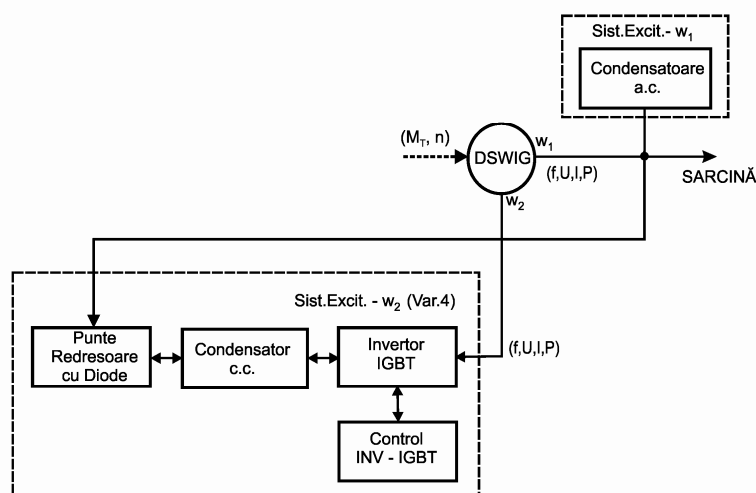 Sist.Excit.- w₁
Condensatoare
a.c.
(M_T, n)
DSWIG
w₁
(f,U,I,P)
SARCINĂ
w₂
Sist.Excit. - w₂ (Var.4)
Punte
Redresoare
cu Diode
Condensator
c.c.
Invertor
IGBT
(f,U,I,P)
Control
INV - IGBT